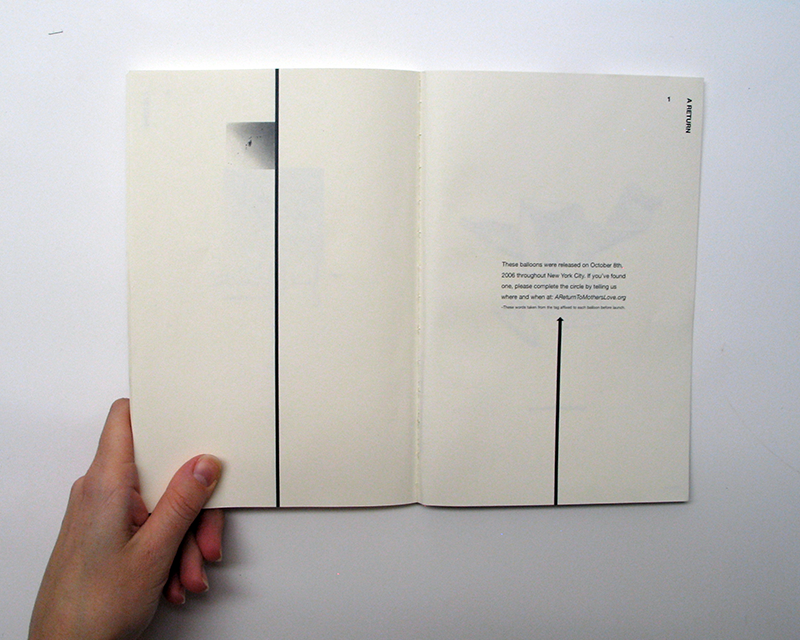 1
A RETURN
These balloons were released on October 8th,
2006 throughout New York City. If you've found
one, please complete the circle by telling us
where and when at: AReturnToMothersLove.org
-These words taken from the tag affixed to each balloon before launch.